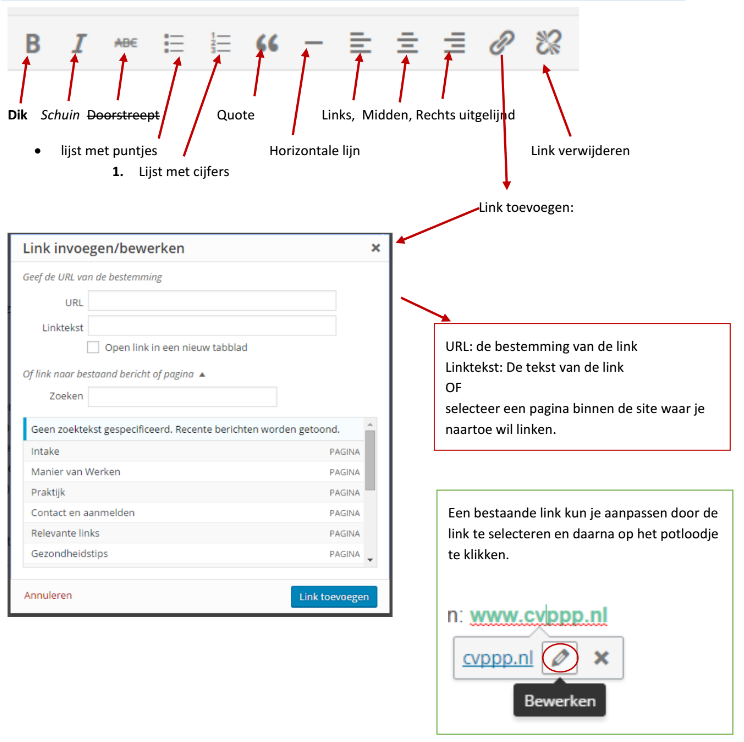 B I ABC 1 2 3
Dik Schuin Doorstreept Quote Links, Midden, Rechts uitgelijnd
• lijst met puntjes Horizontale lijn Link verwijderen
1. Lijst met cijfers
Link toevoegen:
Link invoegen/bewerken
Geef de URL van de bestemming
URL
Linktekst
Open link in een nieuw tabblad
Of link naar bestaand bericht of pagina
Zoeken
Geen zoektekst gespecificeerd. Recente berichten worden getoond.
Intake PAGINA
Manier van Werken PAGINA
Praktijk PAGINA
Contact en aanmelden PAGINA
Relevante links PAGINA
Gezondheidstips PAGINA
Annuleren Link toevoegen
URL: de bestemming van de link
Linktekst: De tekst van de link
OF
selecteer een pagina binnen de site waar je
naartoe wil linken.
Een bestaande link kun je aanpassen door de
link te selecteren en daarna op het potloodje
te klikken.
n: www.cvppp.nl
cvppp.nl
Bewerken